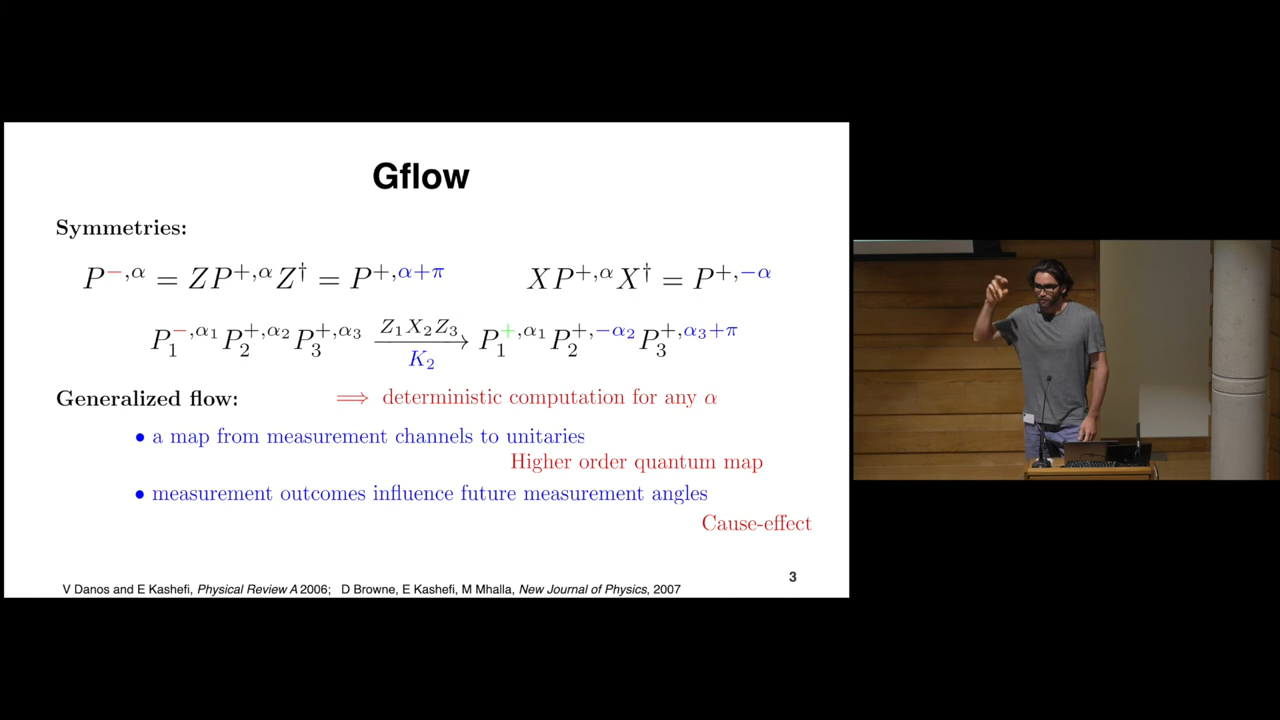 Gflow
Symmetries:
P^{−,α} = ZP^{+,α}Z^† = P^{+,α+π} XP^{+,α}X^† = P^{+,−α}
P_1^{−,α_1} P_2^{+,α_2} P_3^{+,α_3} \xrightarrow[K_2]{Z_1X_2Z_3} P_1^{+,α_1} P_2^{+,−α_2} P_3^{+,α_3+π}
Generalized flow: ⟹ deterministic computation for any α
• a map from measurement channels to unitaries
Higher order quantum map
• measurement outcomes influence future measurement angles
Cause-effect
3
V Danos and E Kashefi, Physical Review A 2006; D Browne, E Kashefi, M Mhalla, New Journal of Physics, 2007